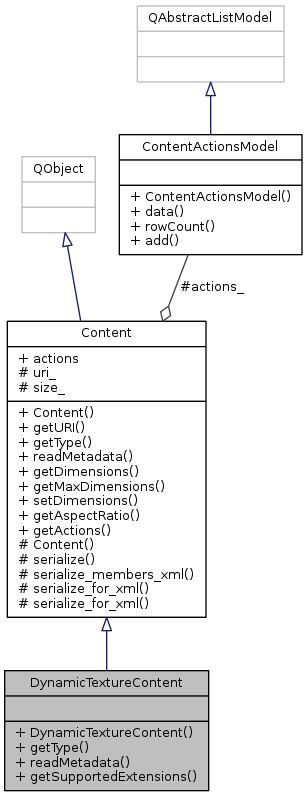 QAbstractListModel
ContentActionsModel
+ ContentActionsModel()
+ data()
+ rowCount()
+ add()
QObject
#actions_
Content
+ actions
# uri_
# size_
+ Content()
+ getURI()
+ getType()
+ readMetadata()
+ getDimensions()
+ getMaxDimensions()
+ setDimensions()
+ getAspectRatio()
+ getActions()
# Content()
# serialize()
# serialize_members_xml()
# serialize_for_xml()
# serialize_for_xml()
DynamicTextureContent
+ DynamicTextureContent()
+ getType()
+ readMetadata()
+ getSupportedExtensions()